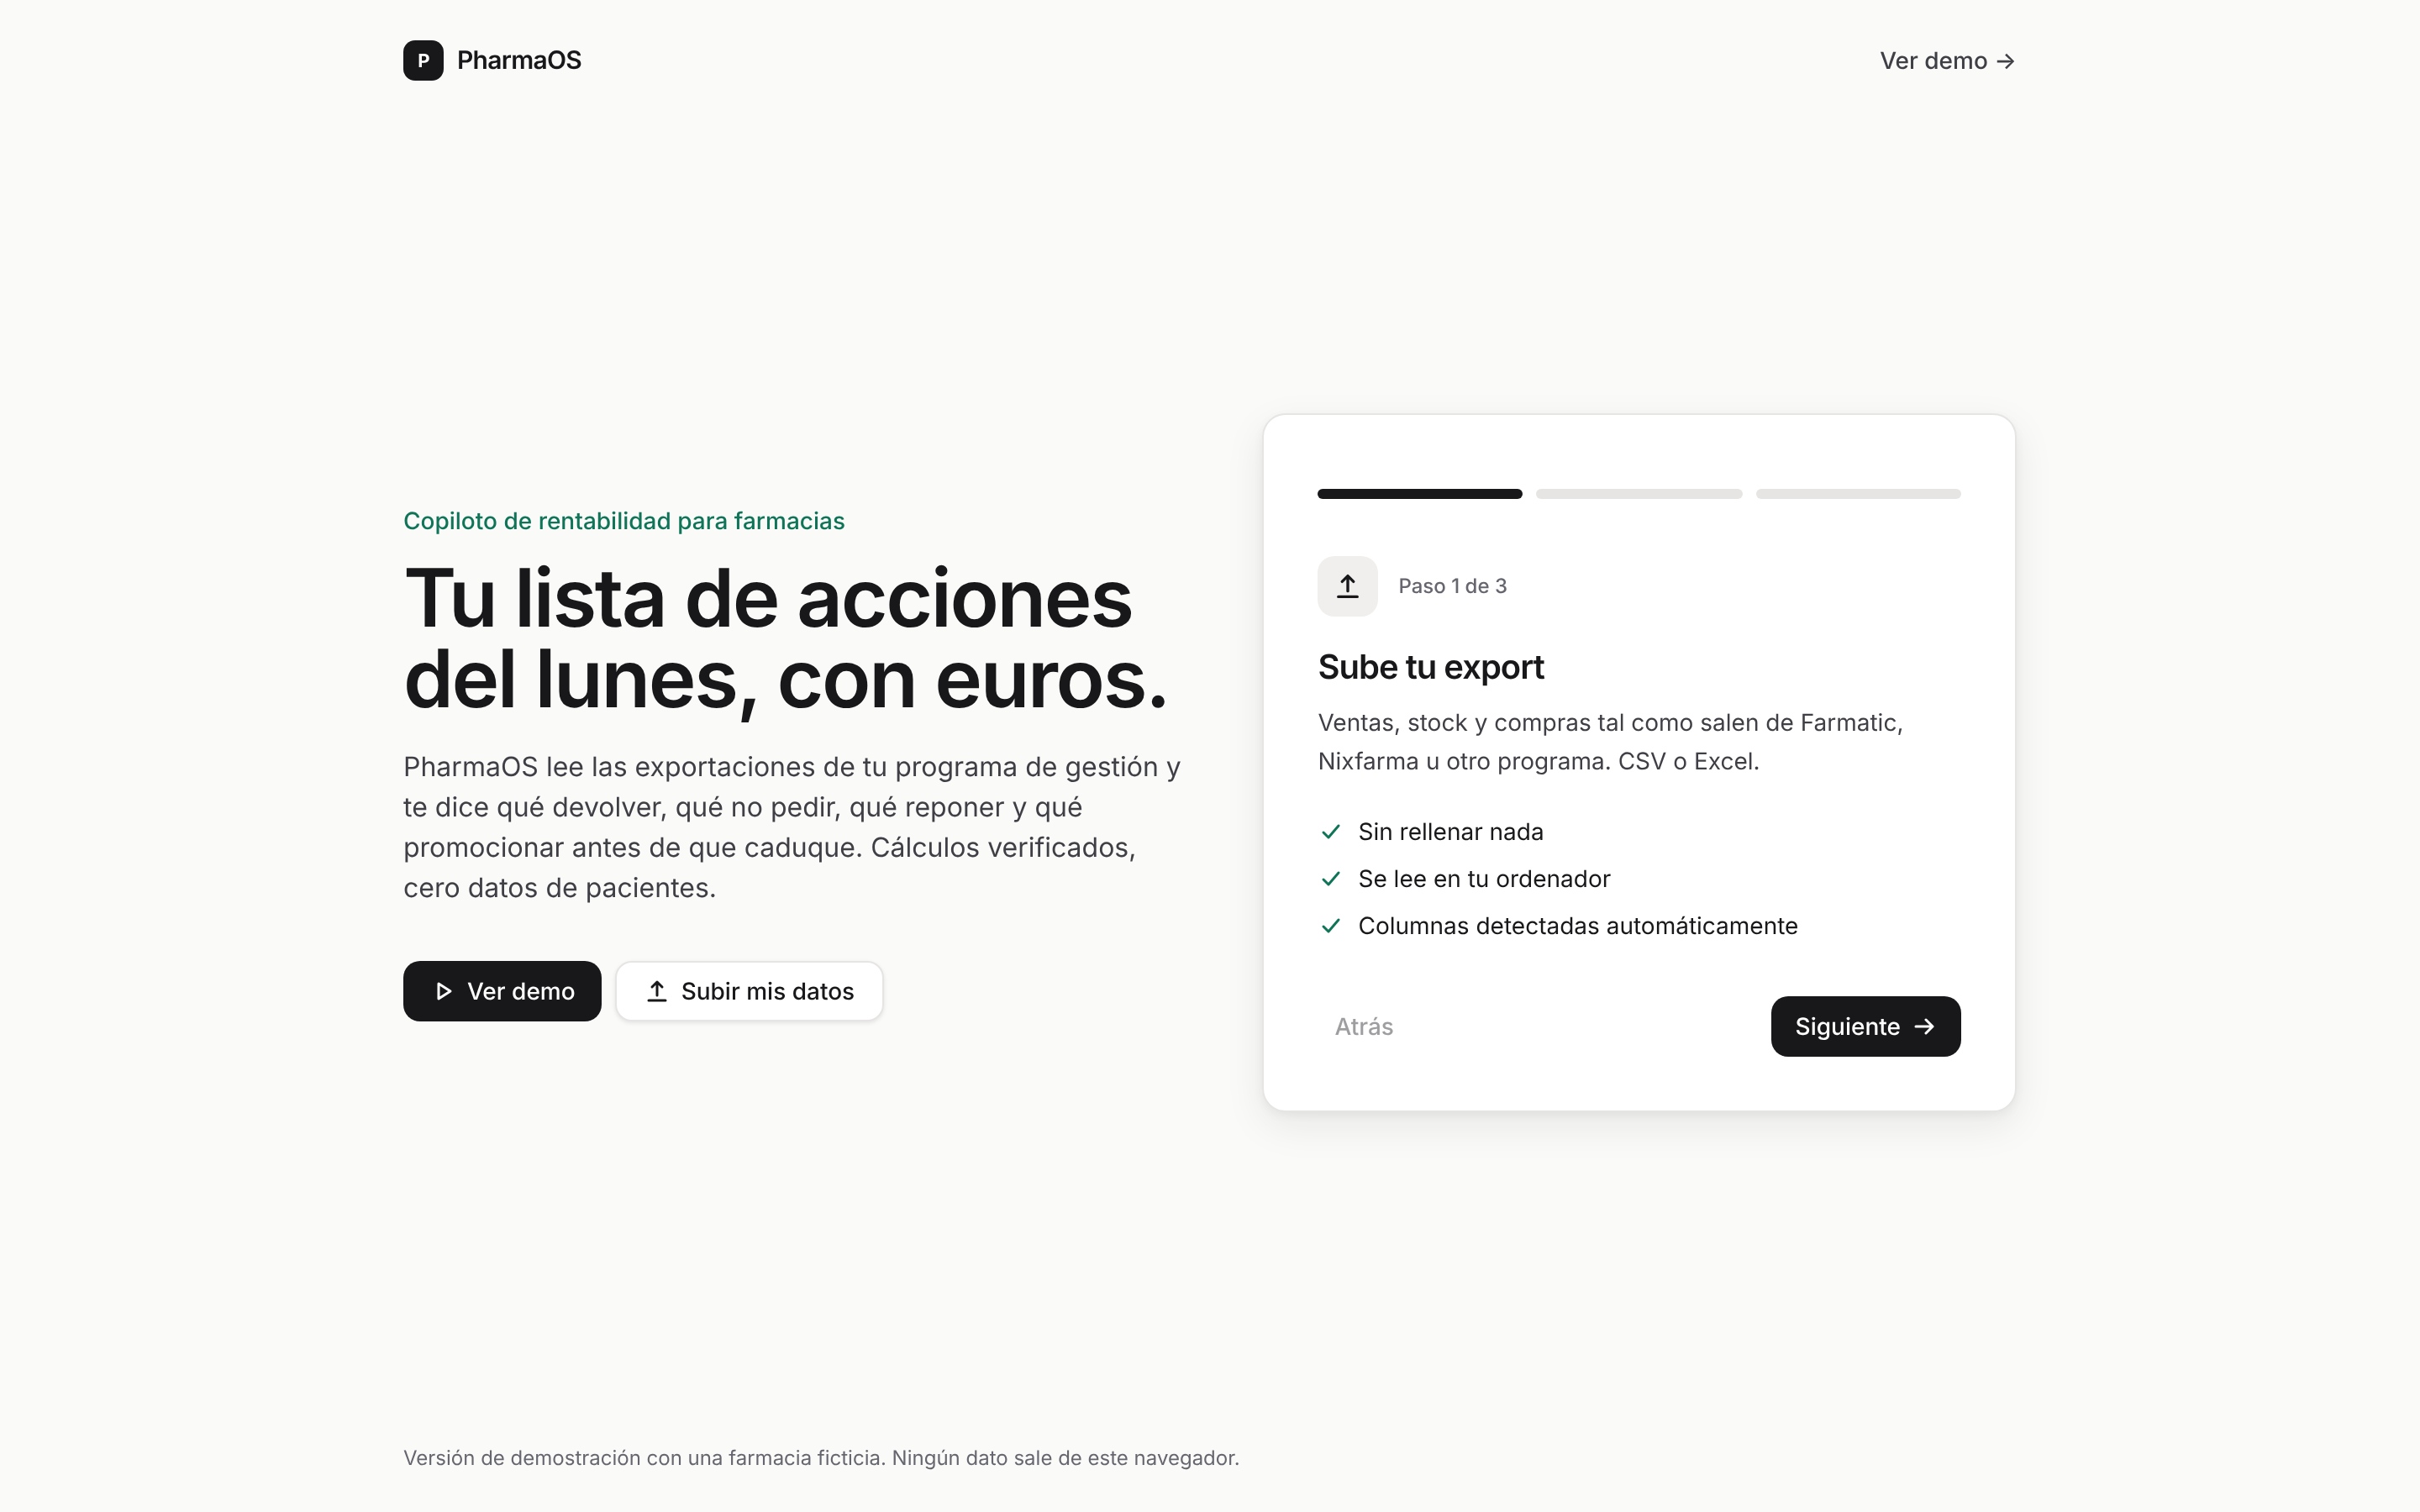 P PharmaOS
Ver demo →
Copiloto de rentabilidad para farmacias
Tu lista de acciones
del lunes, con euros.
PharmaOS lee las exportaciones de tu programa de gestión y
te dice qué devolver, qué no pedir, qué reponer y qué
promocionar antes de que caduque. Cálculos verificados,
cero datos de pacientes.
Ver demo
Subir mis datos
Paso 1 de 3
Sube tu export
Ventas, stock y compras tal como salen de Farmatic,
Nixfarma u otro programa. CSV o Excel.
Sin rellenar nada
Se lee en tu ordenador
Columnas detectadas automáticamente
Atrás
Siguiente →
Versión de demostración con una farmacia ficticia. Ningún dato sale de este navegador.